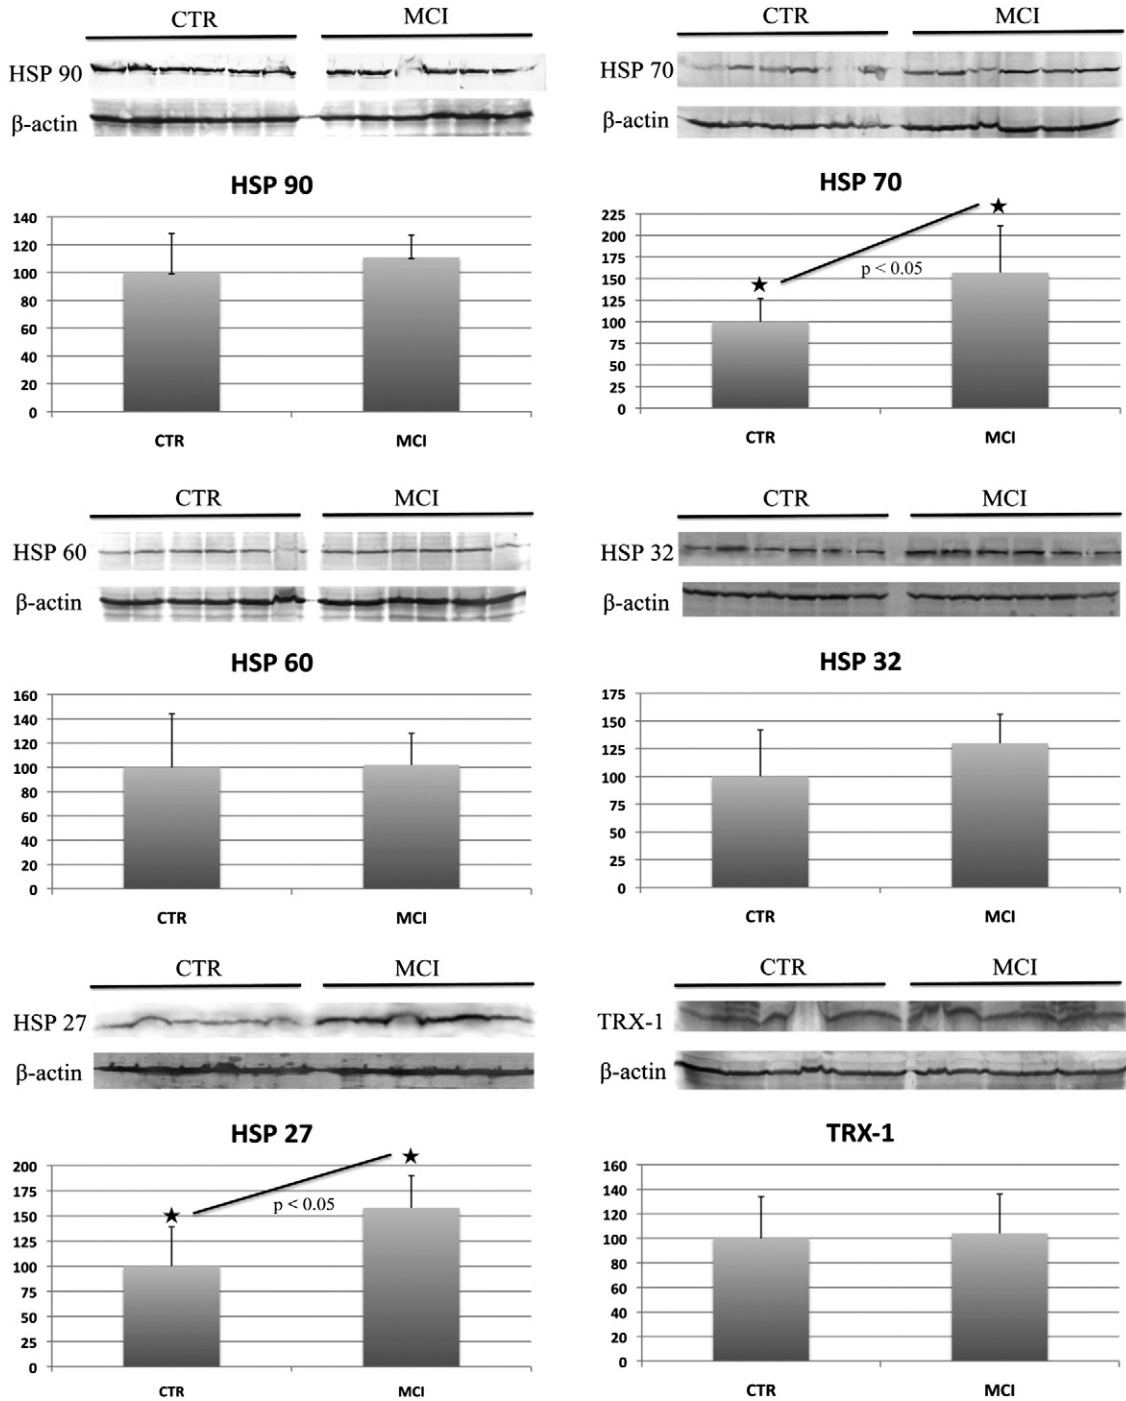 CTR MCI
HSP 90
β-actin
HSP 90
140
120
100
80
60
40
20
0
CTR MCI
CTR MCI
HSP 70
β-actin
HSP 70
225
200
175
150
125
100
75
50
25
0
p < 0.05
CTR MCI
CTR MCI
HSP 60
β-actin
HSP 60
160
140
120
100
80
60
40
20
0
CTR MCI
CTR MCI
HSP 32
β-actin
HSP 32
175
150
125
100
75
50
25
0
CTR MCI
CTR MCI
HSP 27
β-actin
HSP 27
200
175
150
125
100
75
50
25
0
p < 0.05
CTR MCI
CTR MCI
TRX-1
β-actin
TRX-1
160
140
120
100
80
60
40
20
0
CTR MCI